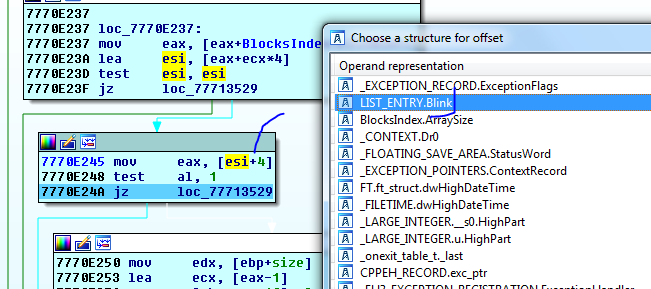 7770E237
7770E237 loc_7770E237:
7770E237 mov eax, [eax+BlocksInde
7770E23A lea esi, [eax+ecx*4]
7770E23D test esi, esi
7770E23F jz loc_77713529
7770E245 mov eax, [esi+4]
7770E248 test al, 1
7770E24A jz loc_77713529
7770E250 mov edx, [ebp+size]
7770E253 lea ecx, [eax-1]
Choose a structure for offset
Operand representation
_EXCEPTION_RECORD.ExceptionFlags
LIST_ENTRY.Blink
BlocksIndex.ArraySize
_CONTEXT.Dr0
_FLOATING_SAVE_AREA.StatusWord
_EXCEPTION_POINTERS.ContextRecord
FT.ft_struct.dwHighDateTime
_FILETIME.dwHighDateTime
_LARGE_INTEGER.__s0.HighPart
_LARGE_INTEGER.u.HighPart
_onexit_table_t._last
CPPEH_RECORD.exc_ptr